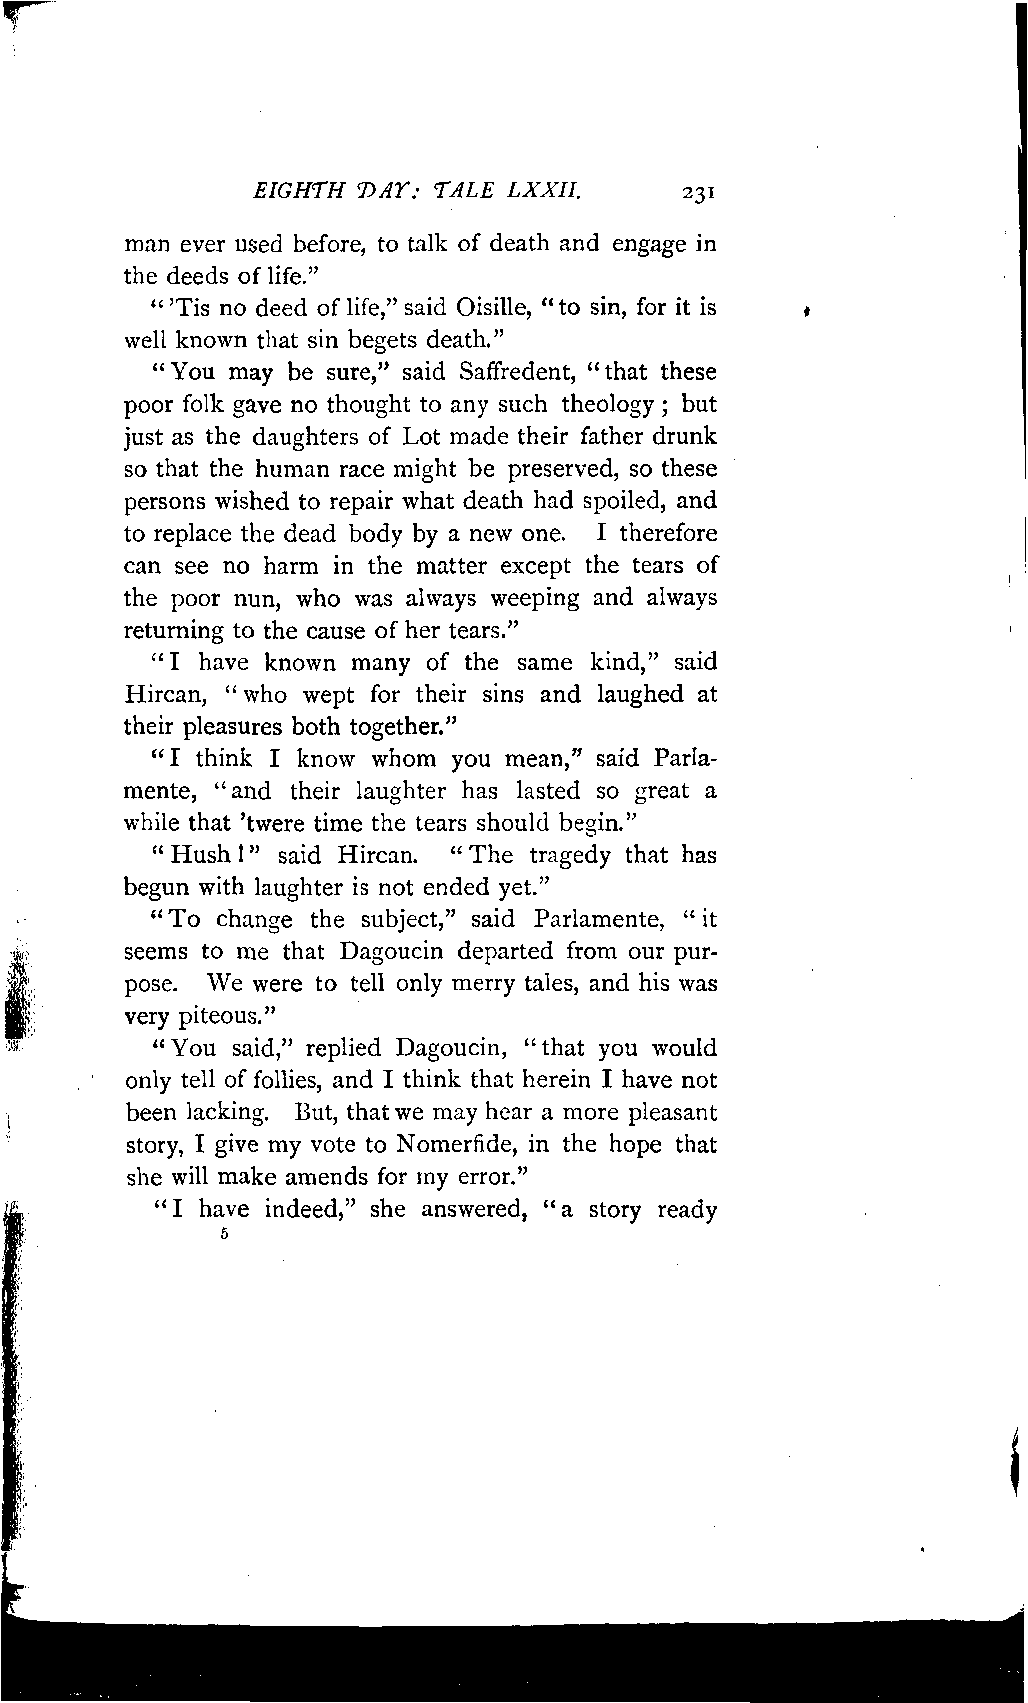 EIGHTH DAY: TALE LXXII. 231
man ever used before, to talk of death and engage in
the deeds of life.”
“’Tis no deed of life,” said Oisille, “to sin, for it is
well known that sin begets death.”
“You may be sure,” said Saffredent, “that these
poor folk gave no thought to any such theology; but
just as the daughters of Lot made their father drunk
so that the human race might be preserved, so these
persons wished to repair what death had spoiled, and
to replace the dead body by a new one. I therefore
can see no harm in the matter except the tears of
the poor nun, who was always weeping and always
returning to the cause of her tears.”
“I have known many of the same kind,” said
Hircan, “who wept for their sins and laughed at
their pleasures both together.”
“I think I know whom you mean,” said Parla-
mente, “and their laughter has lasted so great a
while that ’twere time the tears should begin.”
“Hush!” said Hircan. “The tragedy that has
begun with laughter is not ended yet.”
“To change the subject,” said Parlamente, “it
seems to me that Dagoucin departed from our pur-
pose. We were to tell only merry tales, and his was
very piteous.”
“You said,” replied Dagoucin, “that you would
only tell of follies, and I think that herein I have not
been lacking. But, that we may hear a more pleasant
story, I give my vote to Nomerfide, in the hope that
she will make amends for my error.”
“I have indeed,” she answered, “a story ready
5